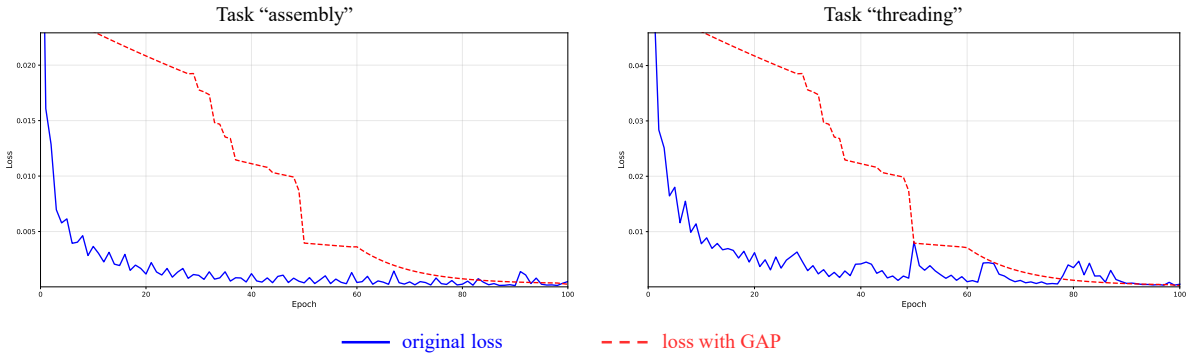 Task “assembly”
Task “threading”
0.020
0.015
0.010
0.005
Loss
0
20
40
60
80
100
Epoch
0.04
0.03
0.02
0.01
Loss
0
20
40
60
80
100
Epoch
original loss
loss with GAP